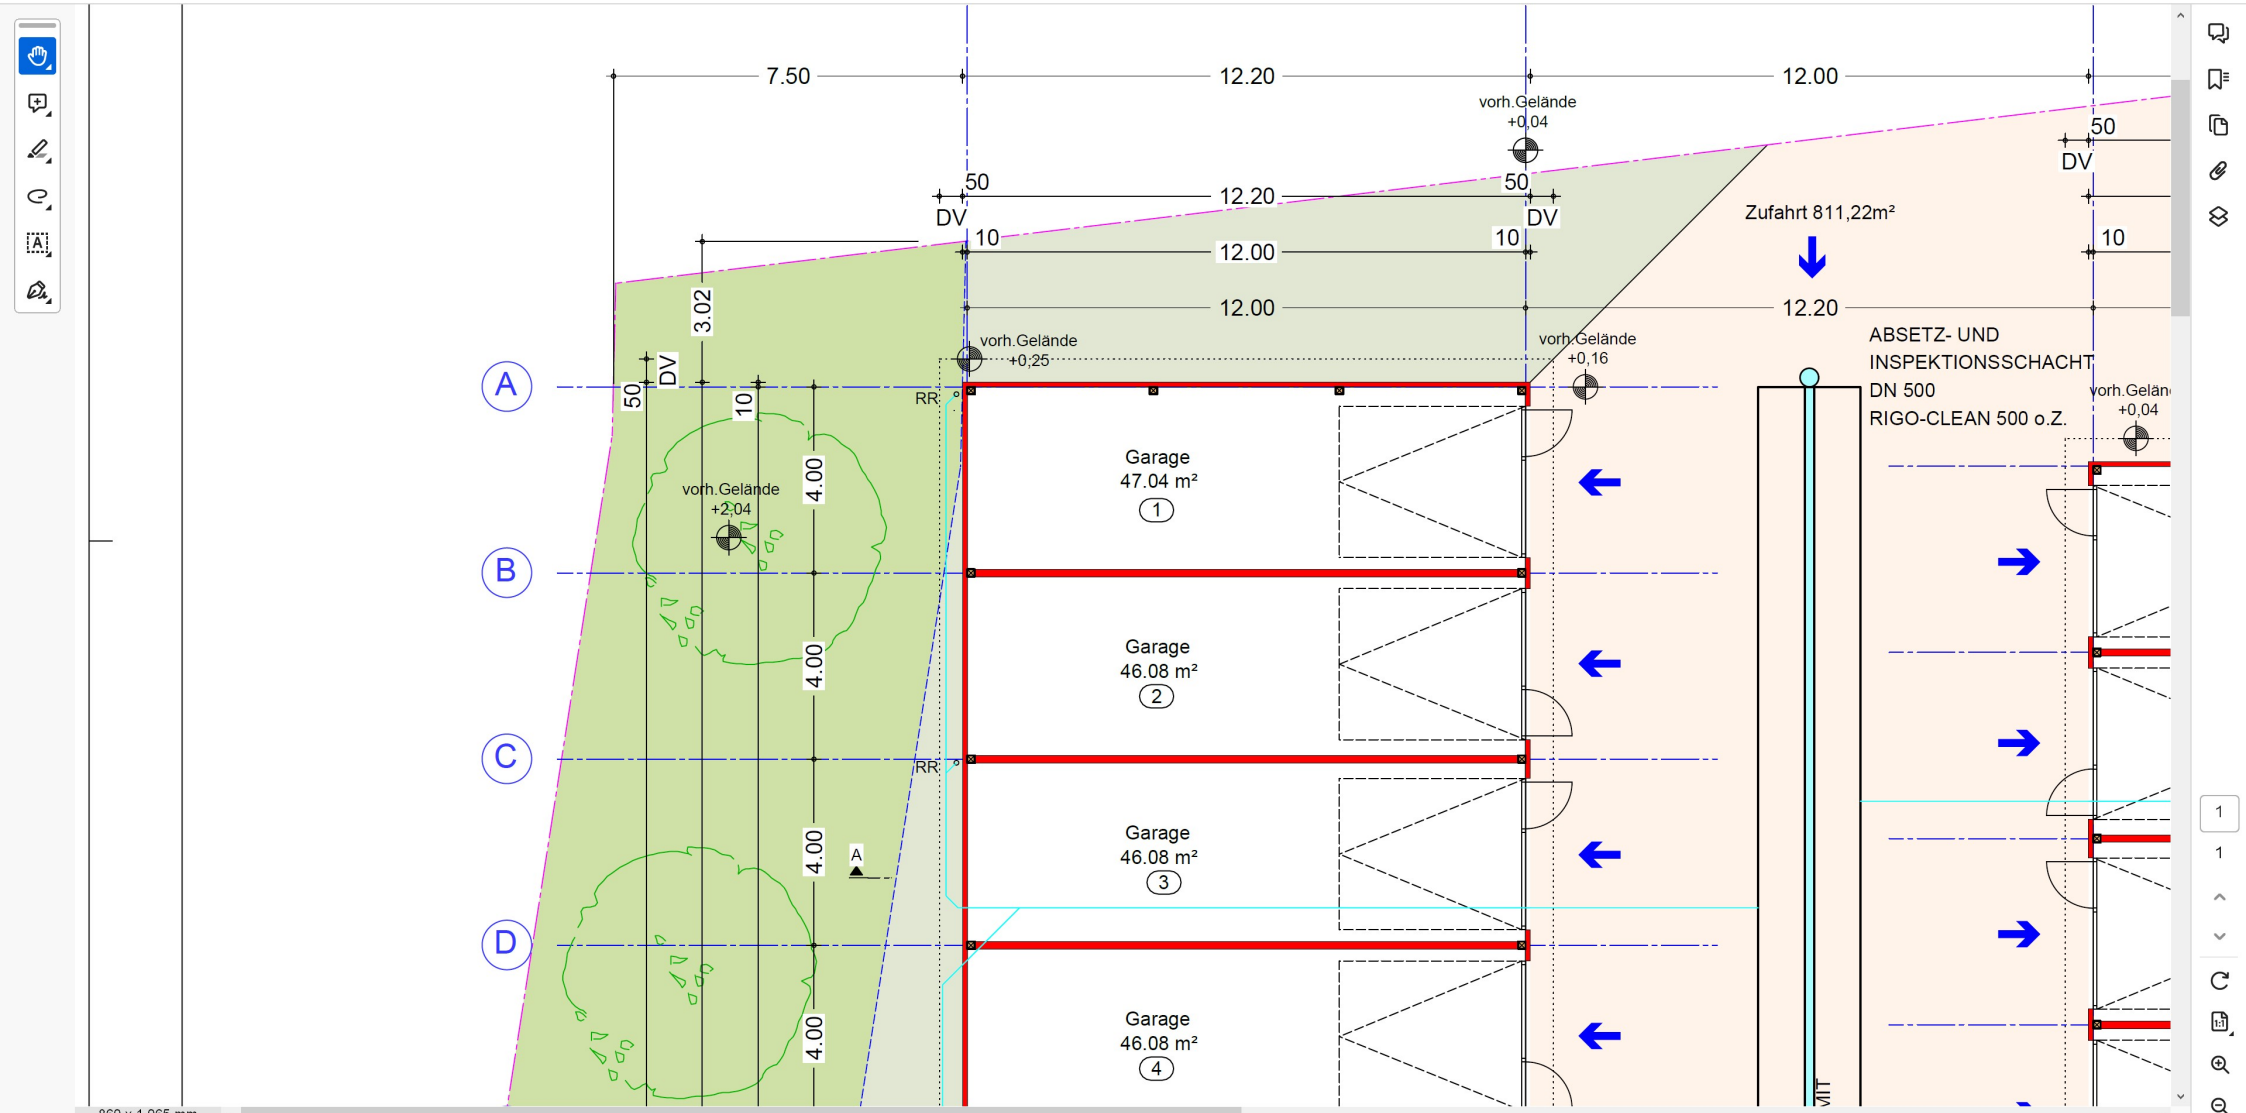 7.50
12.20
12.00
vorh.Gelände
+0,04
50
DV
50
12.20
50
DV
DV
Zufahrt 811,22m²
10
12.00
10
10
3.02
12.00
12.20
ABSETZ- UND
INSPEKTIONSSCHACHT
DN 500
RIGO-CLEAN 500 o.Z.
vorh.Gelände
+0,25
vorh.Gelände
+0,16
vorh.Gelän
+0,04
A
50
DV
10
RR
4.00
Garage
47.04 m²
1
vorh.Gelände
+2,04
B
4.00
Garage
46.08 m²
2
C
RR
4.00
A
Garage
46.08 m²
3
D
4.00
Garage
46.08 m²
4
1
1